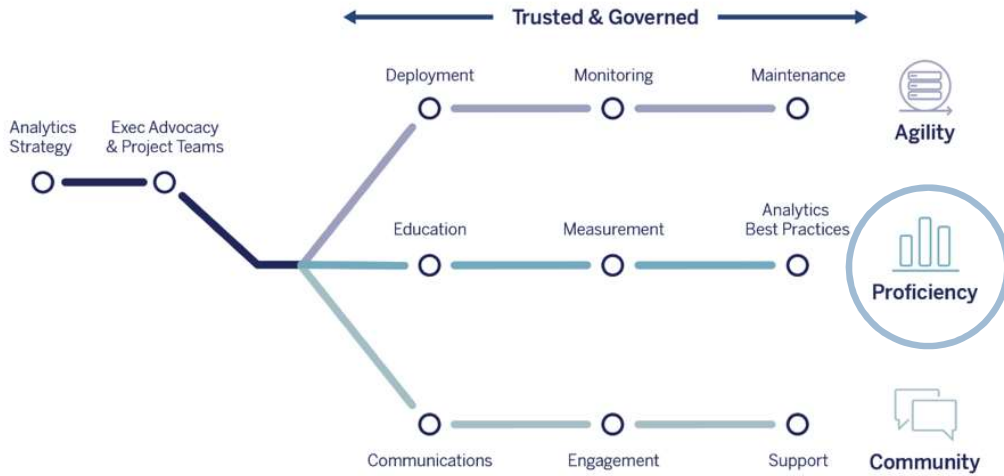 Trusted & Governed
Deployment
Monitoring
Maintenance
Agility
Analytics
Strategy
Exec Advocacy
& Project Teams
Education
Measurement
Analytics
Best Practices
Proficiency
Communications
Engagement
Support
Community